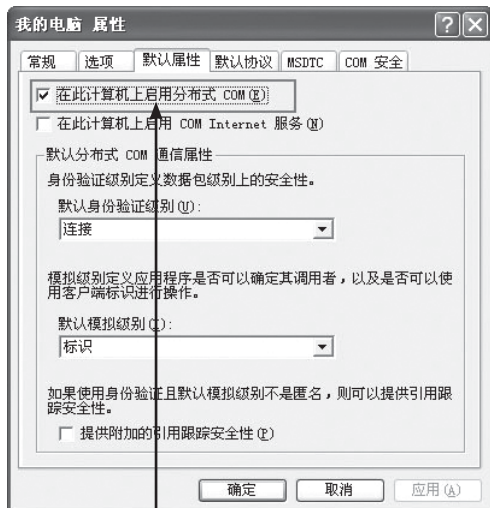 我的电脑 属性
常规 选项 默认属性 默认协议 MSDTC COM 安全
在此计算机上启用分布式 COM(E)
在此计算机上启用 COM Internet 服务(N)
默认分布式 COM 通信属性
身份验证级别定义数据包级别上的安全性。
默认身份验证级别(U):
连接
模拟级别定义应用程序是否可以确定其调用者，以及是否可以使
用客户端标识进行操作。
默认模拟级别(I):
标识
如果使用身份验证且默认模拟级别不是匿名，则可以提供引用跟
踪安全性。
提供附加的引用跟踪安全性(P)
确定 取消 应用(A)